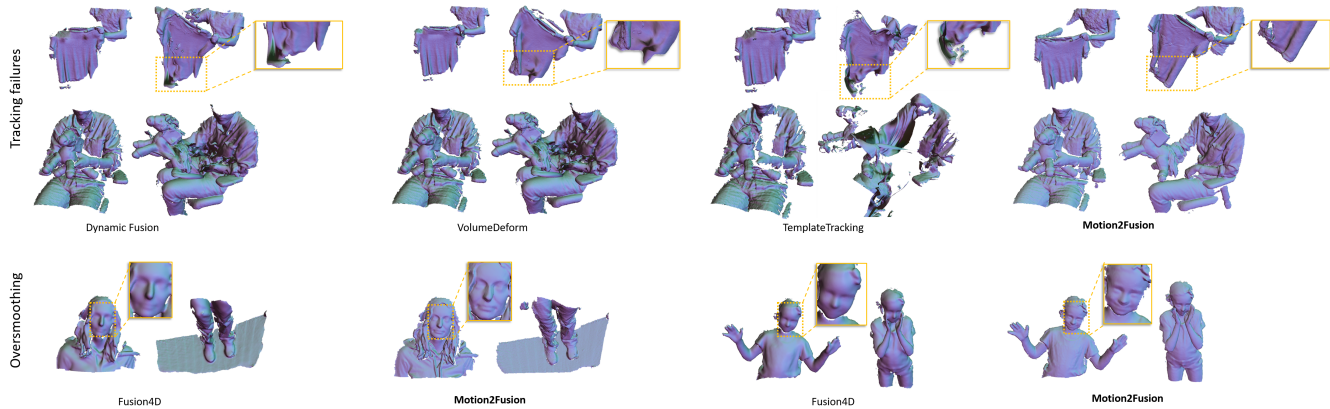 Tracking failures
Dynamic Fusion
VolumeDeform
TemplateTracking
Motion2Fusion
Oversmoothing
Fusion4D
Motion2Fusion
Fusion4D
Motion2Fusion